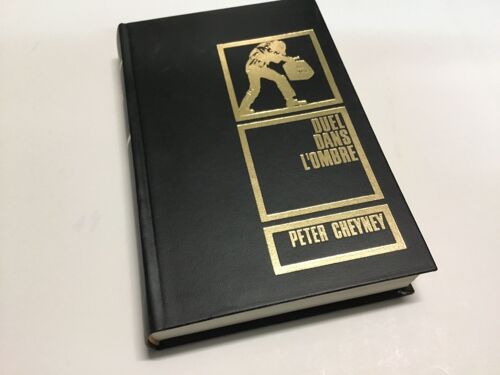 DUEL
DANS
L'OMBRE
PETER CHEYNEY